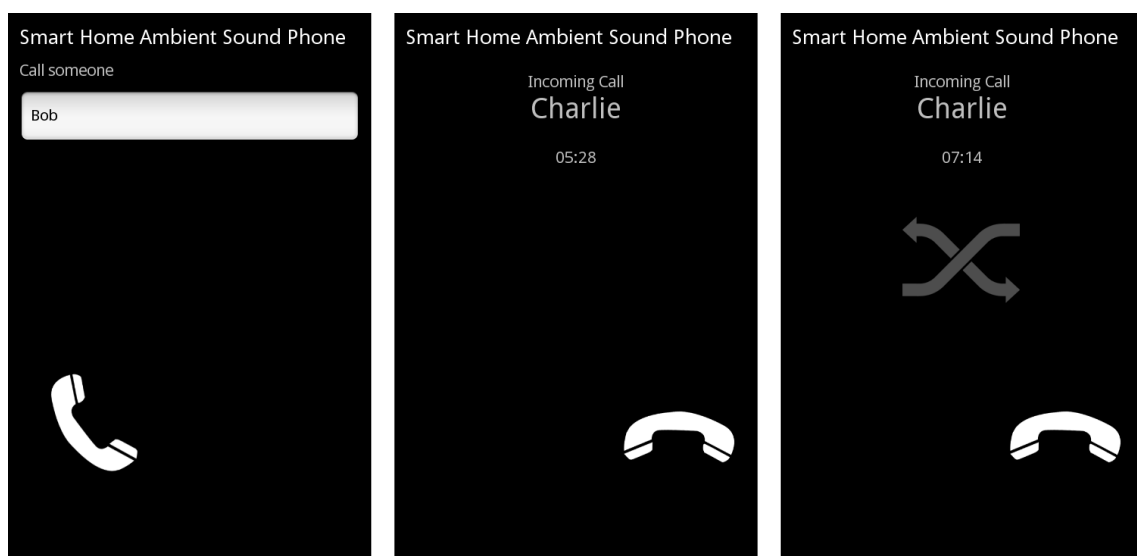 Smart Home Ambient Sound Phone
Call someone
Bob
Smart Home Ambient Sound Phone
Incoming Call
Charlie
05:28
Smart Home Ambient Sound Phone
Incoming Call
Charlie
07:14